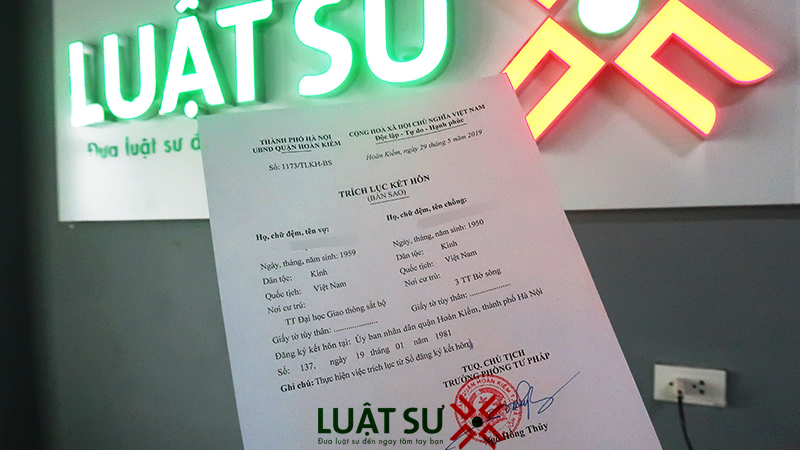 LUẬT SƯ
Đưa luật sư đ
THÀNH PHỐ HÀ NỘI
UBND QUẬN HOÀN KIẾM
Số: 1173/TLKH-BS
CỘNG HOÀ XÃ HỘI CHỦ NGHĨA VIỆT NAM
Độc lập - Tự do - Hạnh phúc
Hoàn Kiếm, ngày 29 tháng 5 năm 2019
TRÍCH LỤC KẾT HÔN
(BẢN SAO)
Họ, chữ đệm, tên vợ:
Ngày, tháng, năm sinh: 1959
Dân tộc: Kinh
Quốc tịch: Việt Nam
Nơi cư trú:
TT Đại học Giao thông sắt bộ
Giấy tờ tùy thân: ....................
Họ, chữ đệm, tên chồng:
Ngày, tháng, năm sinh: 1950
Dân tộc: Kinh
Quốc tịch: Việt Nam
Nơi cư trú:
3 TT Bờ sông
Giấy tờ tùy thân: ....................
Đăng ký kết hôn tại: Ủy ban nhân dân quận Hoàn Kiếm, thành phố Hà Nội
Số: 137, ngày 19 tháng 01 năm 1981
Ghi chú: Thực hiện việc trích lục từ Sổ đăng ký kết hôn
TUQ. CHỦ TỊCH
TRƯỞNG PHÒNG TƯ PHÁP
Hồng Thúy
LUẬT SƯ
Đưa luật sư đến ngay tầm tay bạn